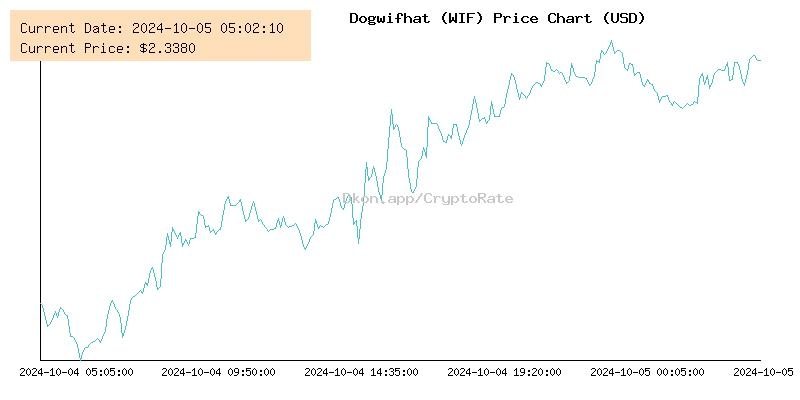 Dogwifhat (WIF) Price Chart (USD)
Current Date: 2024-10-05 05:02:10
Current Price: $2.3380
Dkon.app/CryptoRate
2024-10-04 05:05:00 2024-10-04 09:50:00 2024-10-04 14:35:00 2024-10-04 19:20:00 2024-10-05 00:05:00 2024-10-05